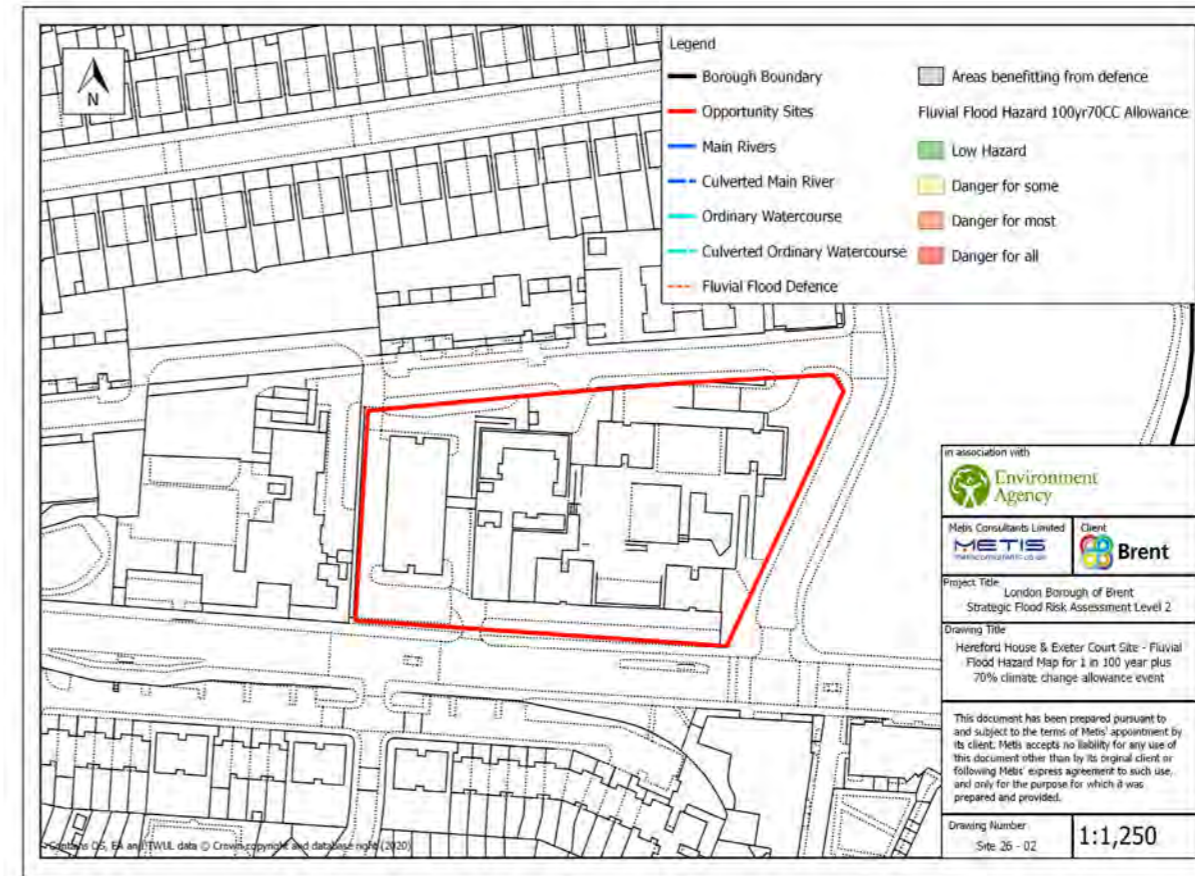 N
Legend
Borough Boundary
Opportunity Sites
Main Rivers
Culverted Main River
Ordinary Watercourse
Culverted Ordinary Watercourse
Fluvial Flood Defence
Areas benefitting from defence
Fluvial Flood Hazard 100yr70CC Allowance
Low Hazard
Danger for some
Danger for most
Danger for all
in association with
Environment
Agency
Metis Consultants Limited
METIS
Client
Brent
Project Title
London Borough of Brent
Strategic Flood Risk Assessment Level 2
Drawing Title
Hereford House & Exeter Court Site - Fluvial
Flood Hazard Map for 1 in 100 year plus
70% climate change allowance event
This document has been prepared pursuant to
and subject to the terms of Metis' appointment by
its client. Metis accepts no liability for any use of
this document other than by its original client or
following Metis' express agreement to such use,
and only for the purpose for which it was
prepared and provided.
Drawing Number
Site 26 - 02
1:1,250
Contains OS, EA and TWUL data © Crown copyright and database right (2020)